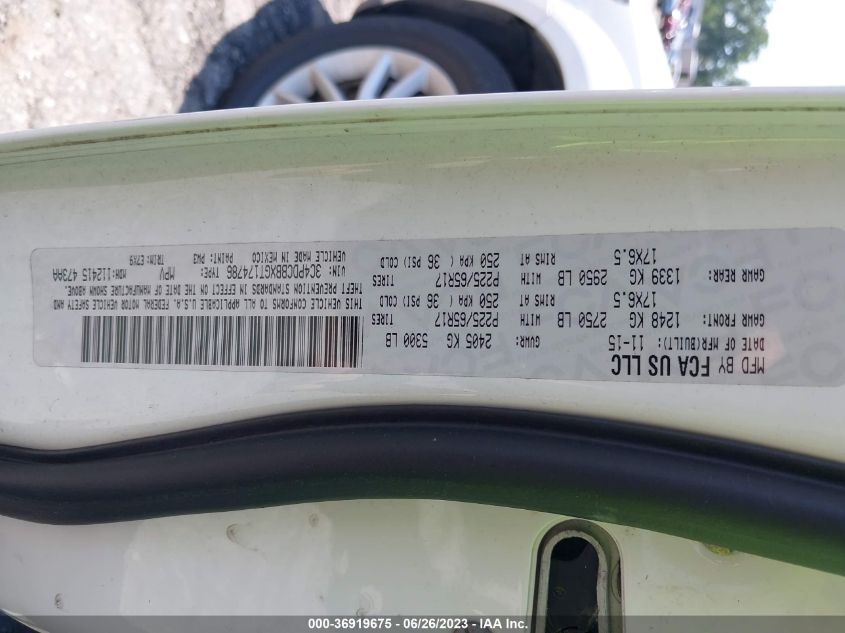 MFD BY FCA US LLC
DATE OF MFR(BUILT): 11-15 GVWR: 2405 KG 5300 LB
GAWR FRONT: WITH TIRES RIMS AT
1248 KG 2750 LB P225/65R17 17X6.5 250 KPA (36 PSI) COLD
GAWR REAR: WITH TIRES RIMS AT
1339 KG 2950 LB P225/65R17 17X6.5 250 KPA (36 PSI) COLD
THIS VEHICLE CONFORMS TO ALL APPLICABLE U.S.A. FEDERAL MOTOR VEHICLE SAFETY AND
THEFT PREVENTION STANDARDS IN EFFECT ON THE DATE OF MANUFACTURE SHOWN ABOVE.
VIN: 3C4PDCBBXGT174786 TYPE: MPV MDH: 112415 473AA
VEHICLE MADE IN MEXICO PAINT: PW3 TRIM: E7X9
000-36919675 - 06/26/2023 - IAA Inc.